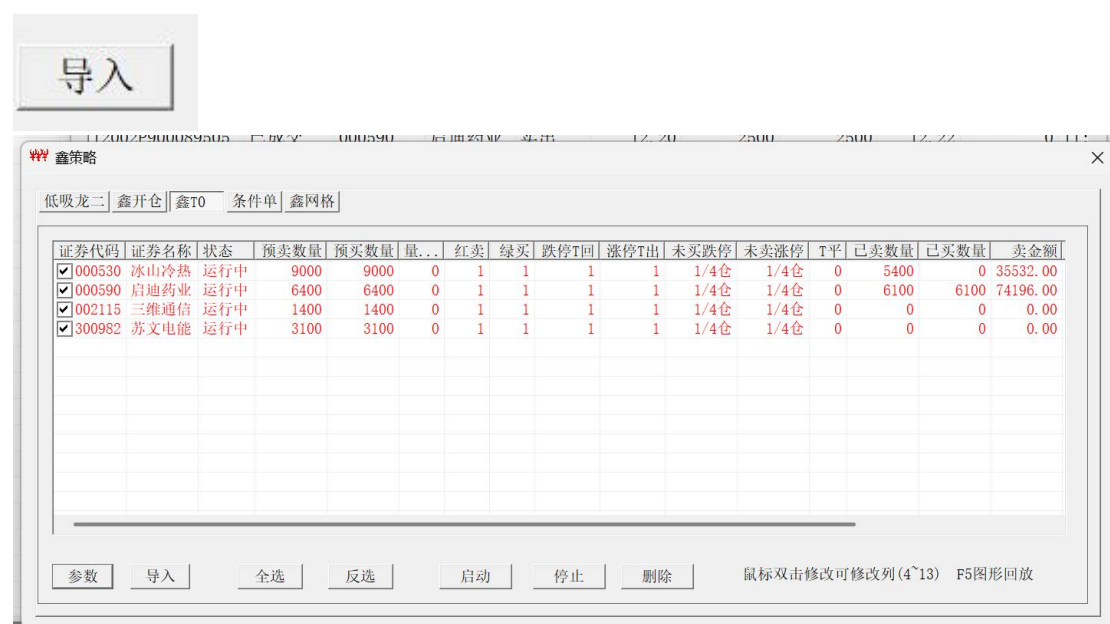 导入
鑫策略
低吸龙二 鑫开仓 鑫T0 条件单 鑫网格
证券代码 证券名称 状态 预卖数量 预买数量 量... 红卖 绿买 跌停T回 涨停T出 未买跌停 未卖涨停 T平 已卖数量 已买数量 卖金额
000530 冰山冷热 运行中 9000 9000 0 1 1 1 1 1/4仓 1/4仓 0 5400 0 35532.00
000590 启迪药业 运行中 6400 6400 0 1 1 1 1 1/4仓 1/4仓 0 6100 6100 74196.00
002115 三维通信 运行中 1400 1400 0 1 1 1 1 1/4仓 1/4仓 0 0 0 0.00
300982 苏文电能 运行中 3100 3100 0 1 1 1 1 1/4仓 1/4仓 0 0 0 0.00
参数 导入 全选 反选 启动 停止 删除 鼠标双击修改可修改列(4~13) F5图形回放